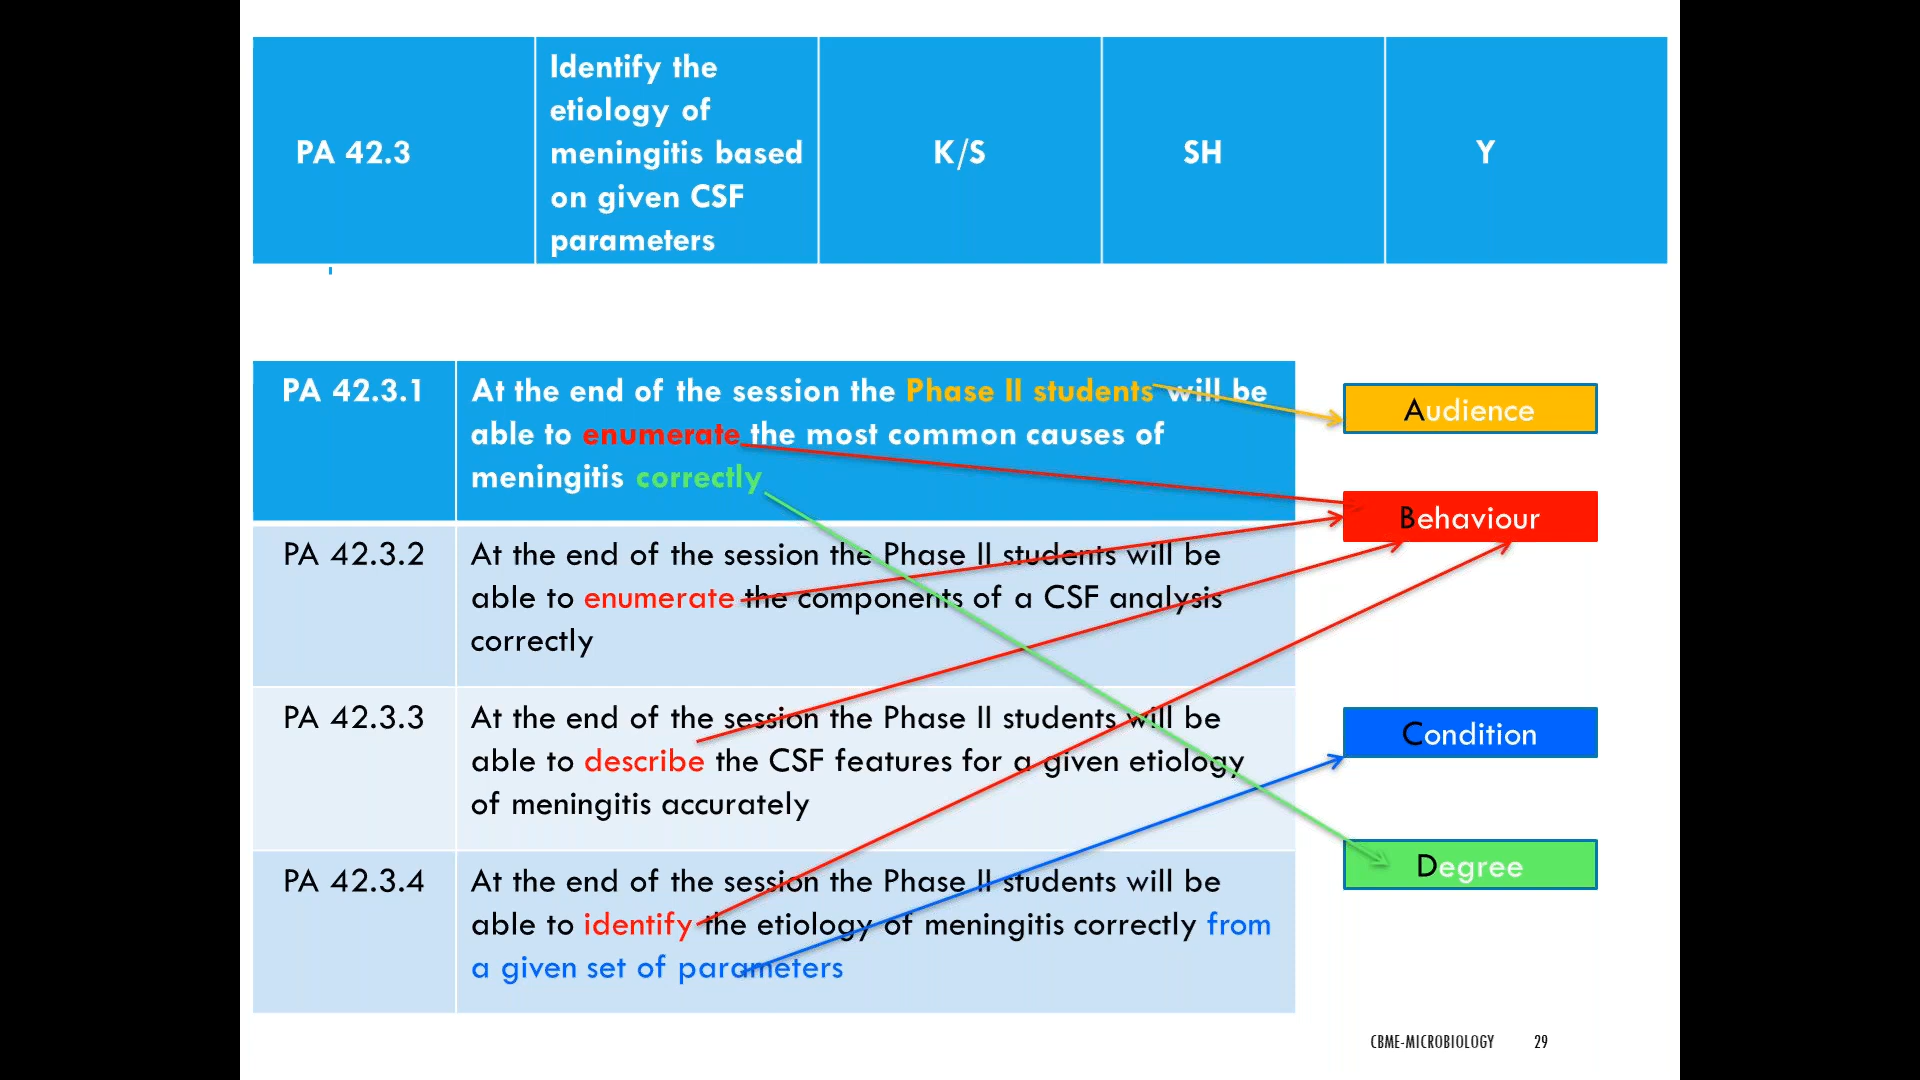 PA 42.3
Identify the
etiology of
meningitis based
on given CSF
parameters
K/S
SH
Y
PA 42.3.1
At the end of the session the Phase II students will be
able to enumerate the most common causes of
meningitis correctly
PA 42.3.2
At the end of the session the Phase II students will be
able to enumerate the components of a CSF analysis
correctly
PA 42.3.3
At the end of the session the Phase II students will be
able to describe the CSF features for a given etiology
of meningitis accurately
PA 42.3.4
At the end of the session the Phase II students will be
able to identify the etiology of meningitis correctly from
a given set of parameters
Audience
Behaviour
Condition
Degree
CBME-MICROBIOLOGY 29